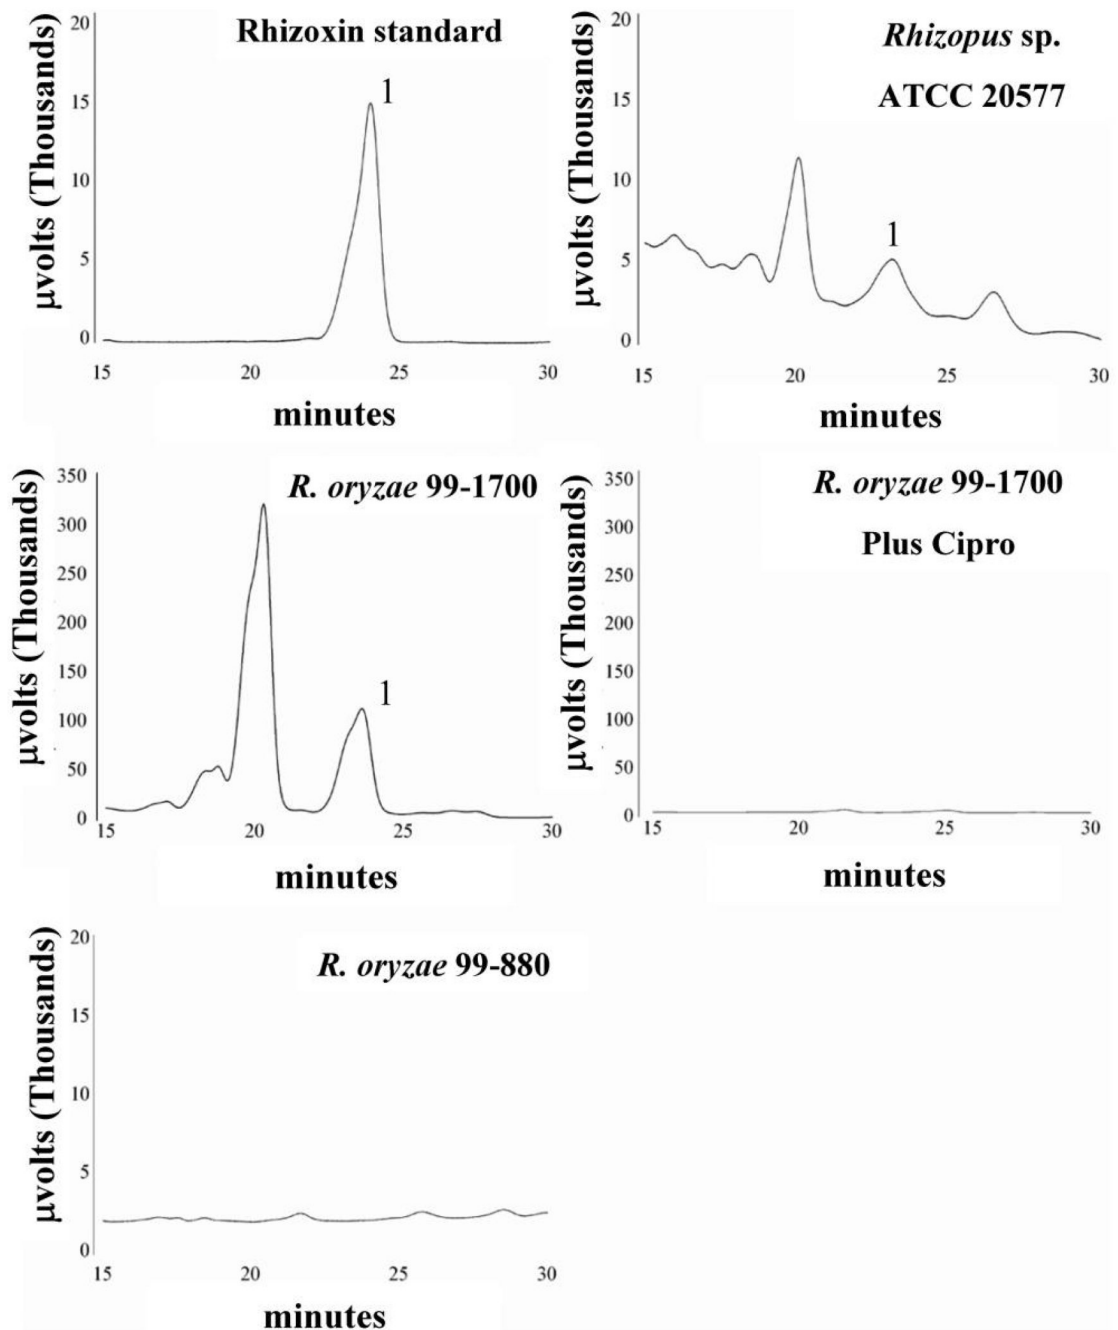 Rhizoxin standard
μvolts (Thousands)
20
15
10
5
0
1
15 20 25 30
minutes
Rhizopus sp.
ATCC 20577
μvolts (Thousands)
20
15
10
5
0
1
15 20 25 30
minutes
R. oryzae 99-1700
μvolts (Thousands)
350
300
250
200
150
100
50
0
1
15 20 25 30
minutes
R. oryzae 99-1700
Plus Cipro
μvolts (Thousands)
350
300
250
200
150
100
50
0
15 20 25 30
minutes
R. oryzae 99-880
μvolts (Thousands)
20
15
10
5
0
15 20 25 30
minutes